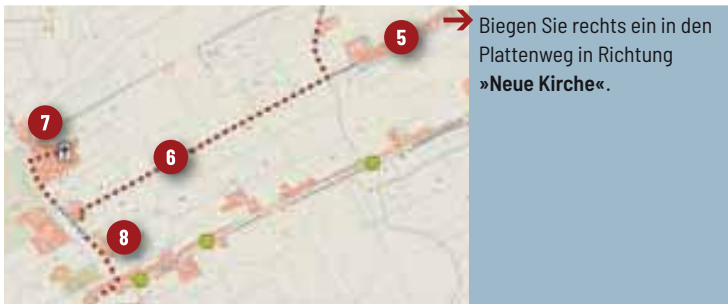 5
7
6
8
Biegen Sie rechts ein in den
Plattenweg in Richtung
»Neue Kirche«.